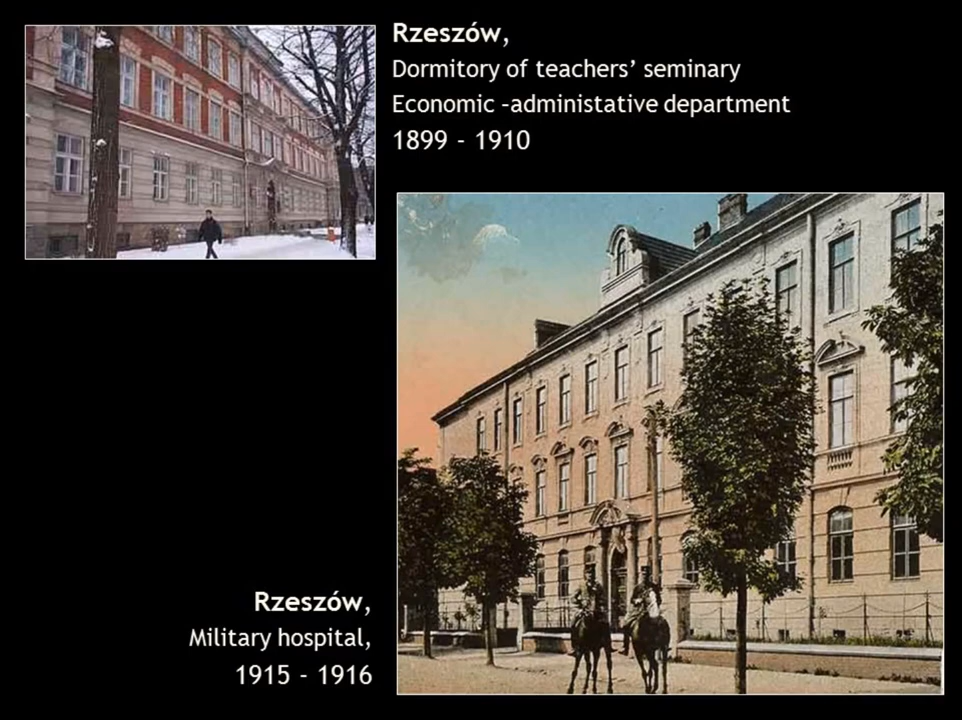 Rzeszów,
Dormitory of teachers’ seminary
Economic –administative department
1899 - 1910
Rzeszów,
Military hospital,
1915 - 1916